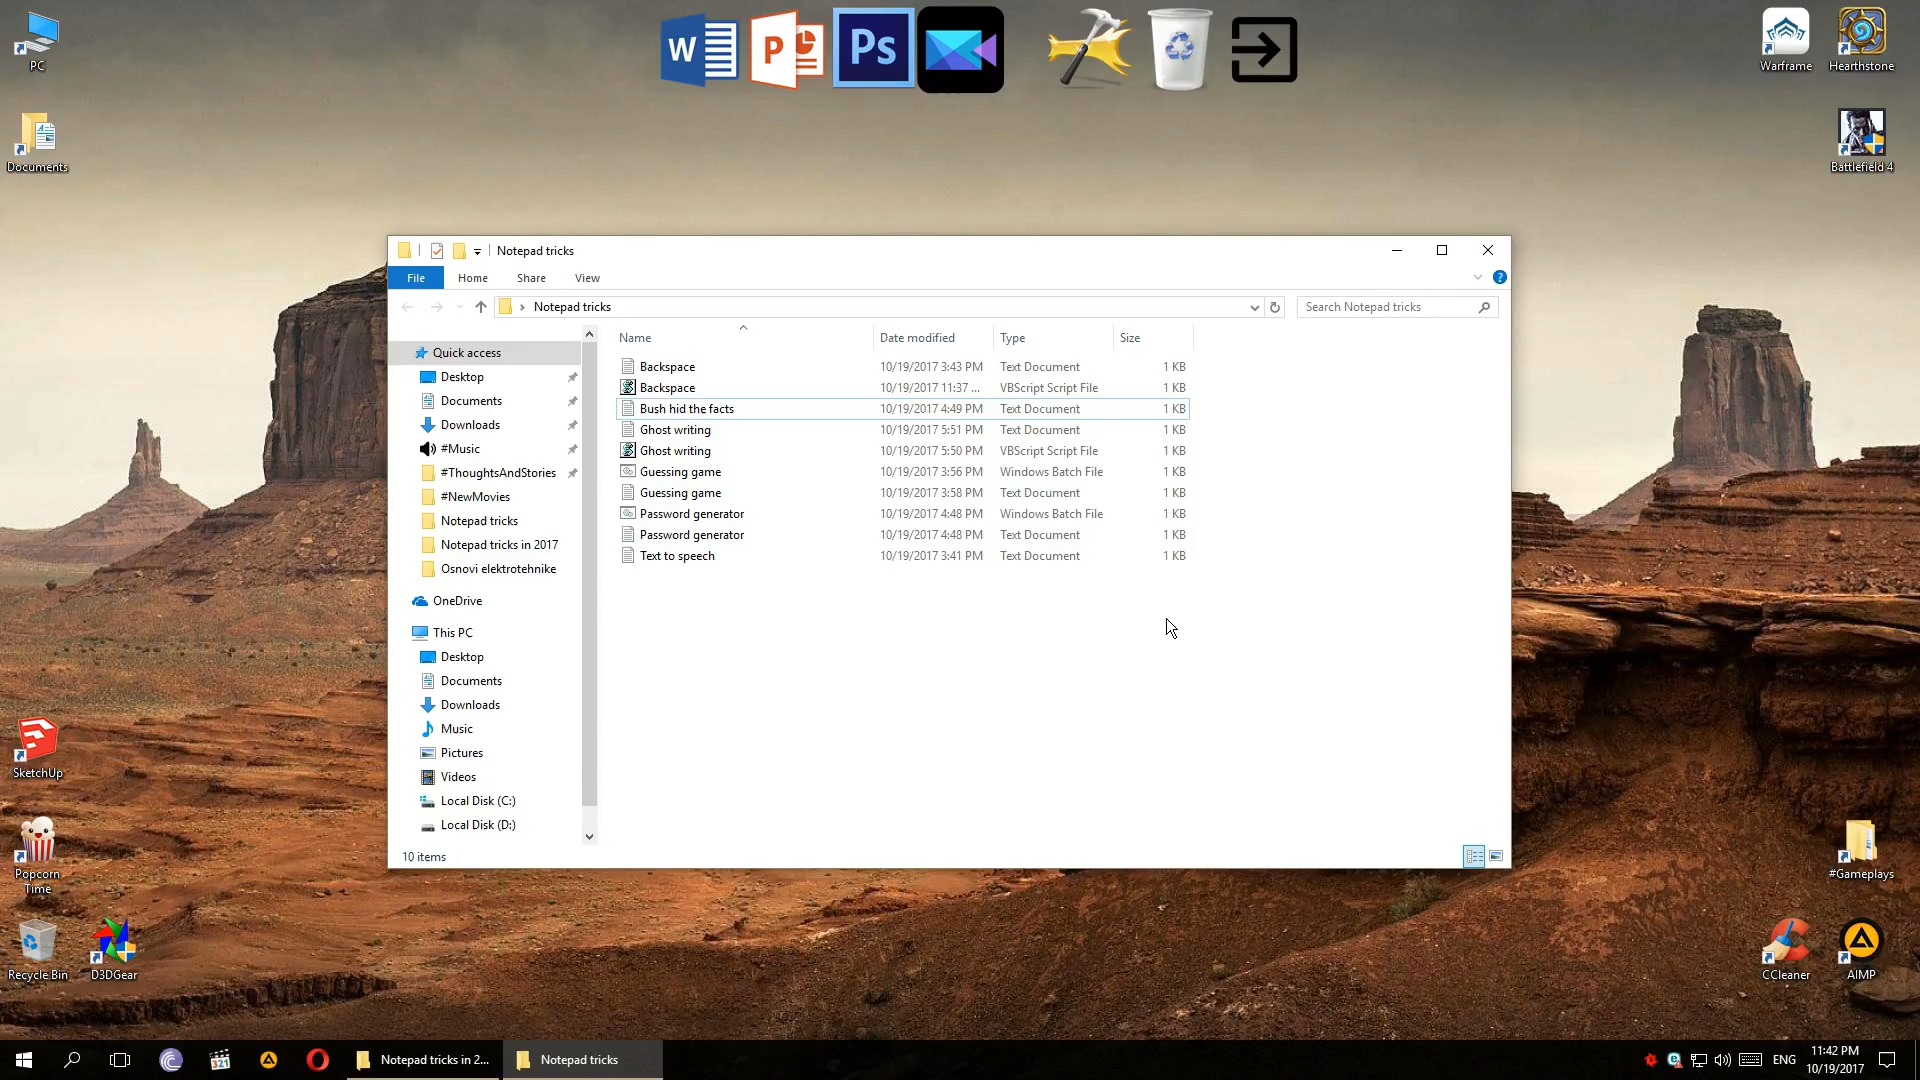 PC
W
P
Ps
Warframe
Hearthstone
Documents
Battlefield 4
Notepad tricks
File
Home
Share
View
Notepad tricks
Search Notepad tricks
Name
Date modified
Type
Size
Quick access
Desktop
Documents
Downloads
#Music
#ThoughtsAndStories
#NewMovies
Notepad tricks
Notepad tricks in 2017
Osnovi elektrotehnike
OneDrive
This PC
Desktop
Documents
Downloads
Music
Pictures
Videos
Local Disk (C:)
Local Disk (D:)
Backspace 10/19/2017 3:43 PM Text Document 1 KB
Backspace 10/19/2017 11:37 ... VBScript Script File 1 KB
Bush hid the facts 10/19/2017 4:49 PM Text Document 1 KB
Ghost writing 10/19/2017 5:51 PM Text Document 1 KB
Ghost writing 10/19/2017 5:50 PM VBScript Script File 1 KB
Guessing game 10/19/2017 3:56 PM Windows Batch File 1 KB
Guessing game 10/19/2017 3:58 PM Text Document 1 KB
Password generator 10/19/2017 4:48 PM Windows Batch File 1 KB
Password generator 10/19/2017 4:48 PM Text Document 1 KB
Text to speech 10/19/2017 3:41 PM Text Document 1 KB
10 items
SketchUp
Popcorn
Time
Recycle Bin
D3DGear
#Gameplays
CCleaner
AIMP
321
Notepad tricks in 2...
Notepad tricks
ENG
11:42 PM
10/19/2017